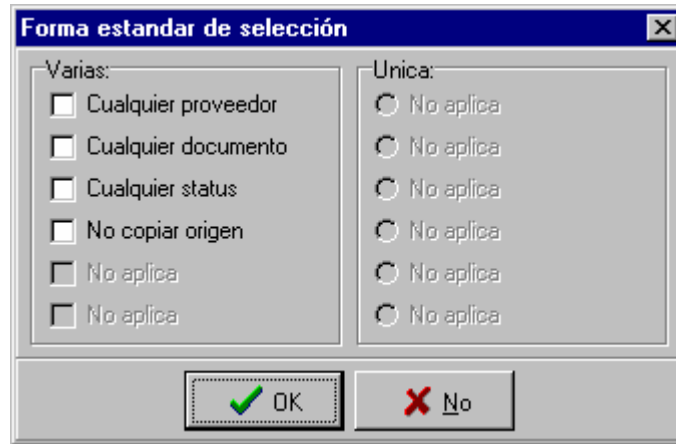 Forma estandar de selección
Varias:
Cualquier proveedor
Cualquier documento
Cualquier status
No copiar origen
No aplica
No aplica
Unica:
No aplica
No aplica
No aplica
No aplica
No aplica
No aplica
OK
No